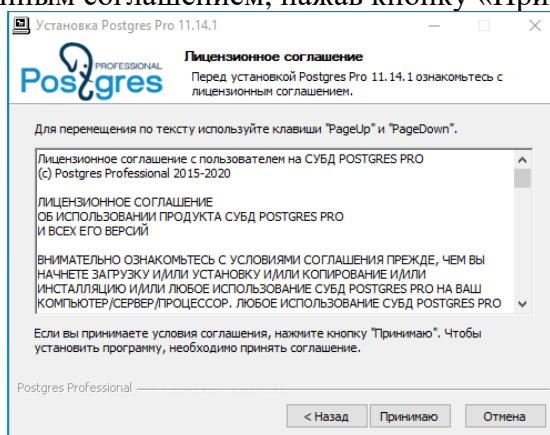 нным соглашением, нажав кнопку «При
Установка Postgres Pro 11.14.1
PROFESSIONAL
Postgres
Лицензионное соглашение
Перед установкой Postgres Pro 11.14.1 ознакомьтесь с
лицензионным соглашением.
Для перемещения по тексту используйте клавиши "PageUp" и "PageDown".
Лицензионное соглашение с пользователем на СУБД POSTGRES PRO
(c) Postgres Professional 2015-2020
ЛИЦЕНЗИОННОЕ СОГЛАШЕНИЕ
ОБ ИСПОЛЬЗОВАНИИ ПРОДУКТА СУБД POSTGRES PRO
И ВСЕХ ЕГО ВЕРСИЙ
ВНИМАТЕЛЬНО ОЗНАКОМЬТЕСЬ С УСЛОВИЯМИ СОГЛАШЕНИЯ ПРЕЖДЕ, ЧЕМ ВЫ
НАЧНЕТЕ ЗАГРУЗКУ И/ИЛИ УСТАНОВКУ И/ИЛИ КОПИРОВАНИЕ И/ИЛИ
ИНСТАЛЛЯЦИЮ И/ИЛИ ЛЮБОЕ ИСПОЛЬЗОВАНИЕ СУБД POSTGRES PRO НА ВАШ
КОМПЬЮТЕР/СЕРВЕР/ПРОЦЕССОР. ЛЮБОЕ ИСПОЛЬЗОВАНИЕ СУБД POSTGRES PRO
Если вы принимаете условия соглашения, нажмите кнопку "Принимаю". Чтобы
установить программу, необходимо принять соглашение.
Postgres Professional
< Назад Принимаю Отмена